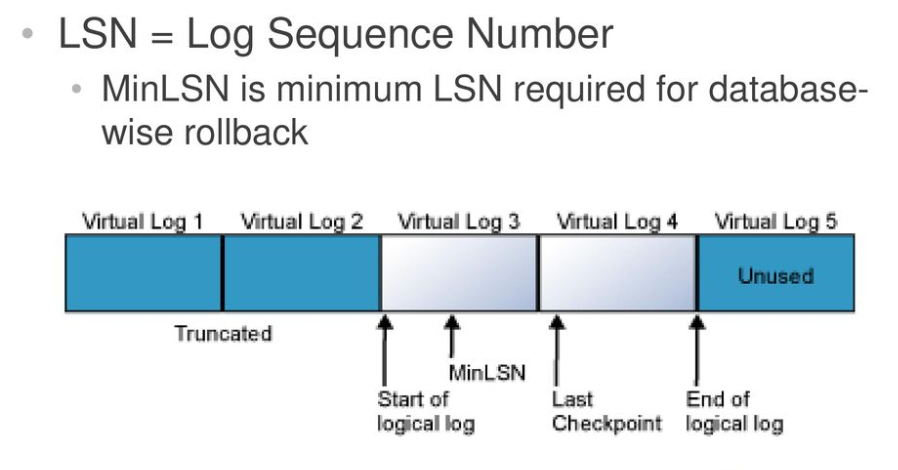 LSN = Log Sequence Number
MinLSN is minimum LSN required for database-
wise rollback
Virtual Log 1 Virtual Log 2 Virtual Log 3 Virtual Log 4 Virtual Log 5
Unused
Truncated
MinLSN
Start of Last End of
logical log Checkpoint logical log